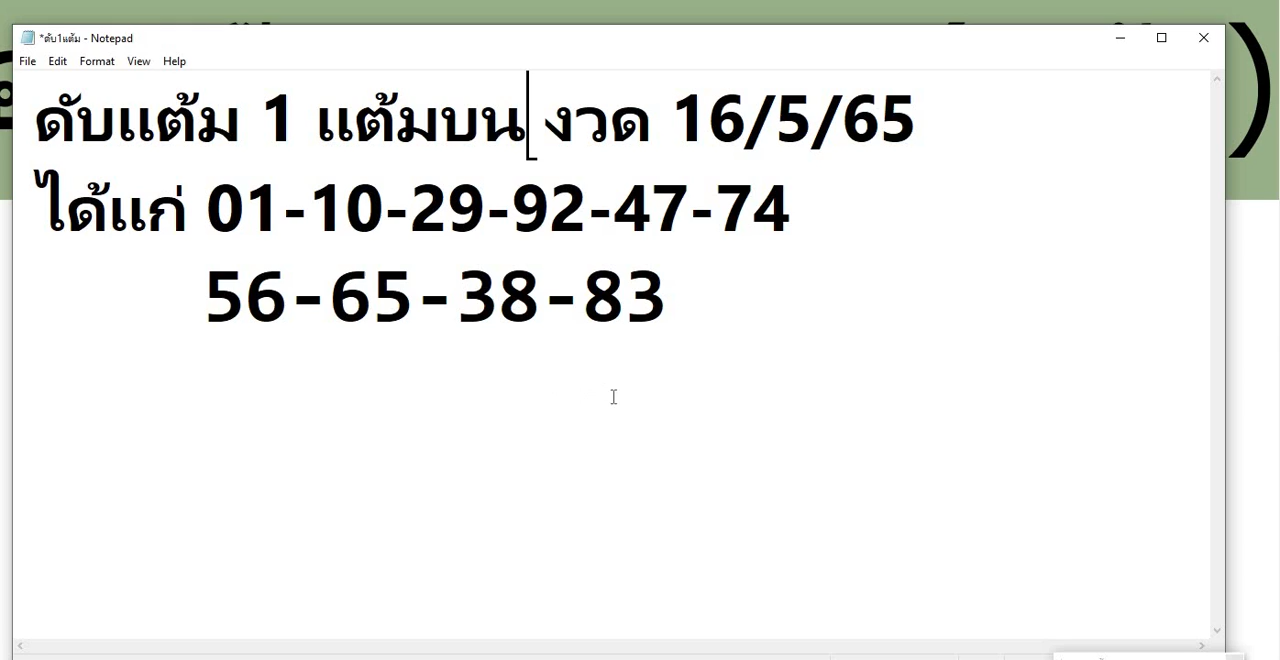 *ดับ1แต้ม - Notepad
File Edit Format View Help
ดับแต้ม 1 แต้มบน งวด 16/5/65
ได้แก่ 01-10-29-92-47-74
56-65-38-83
)